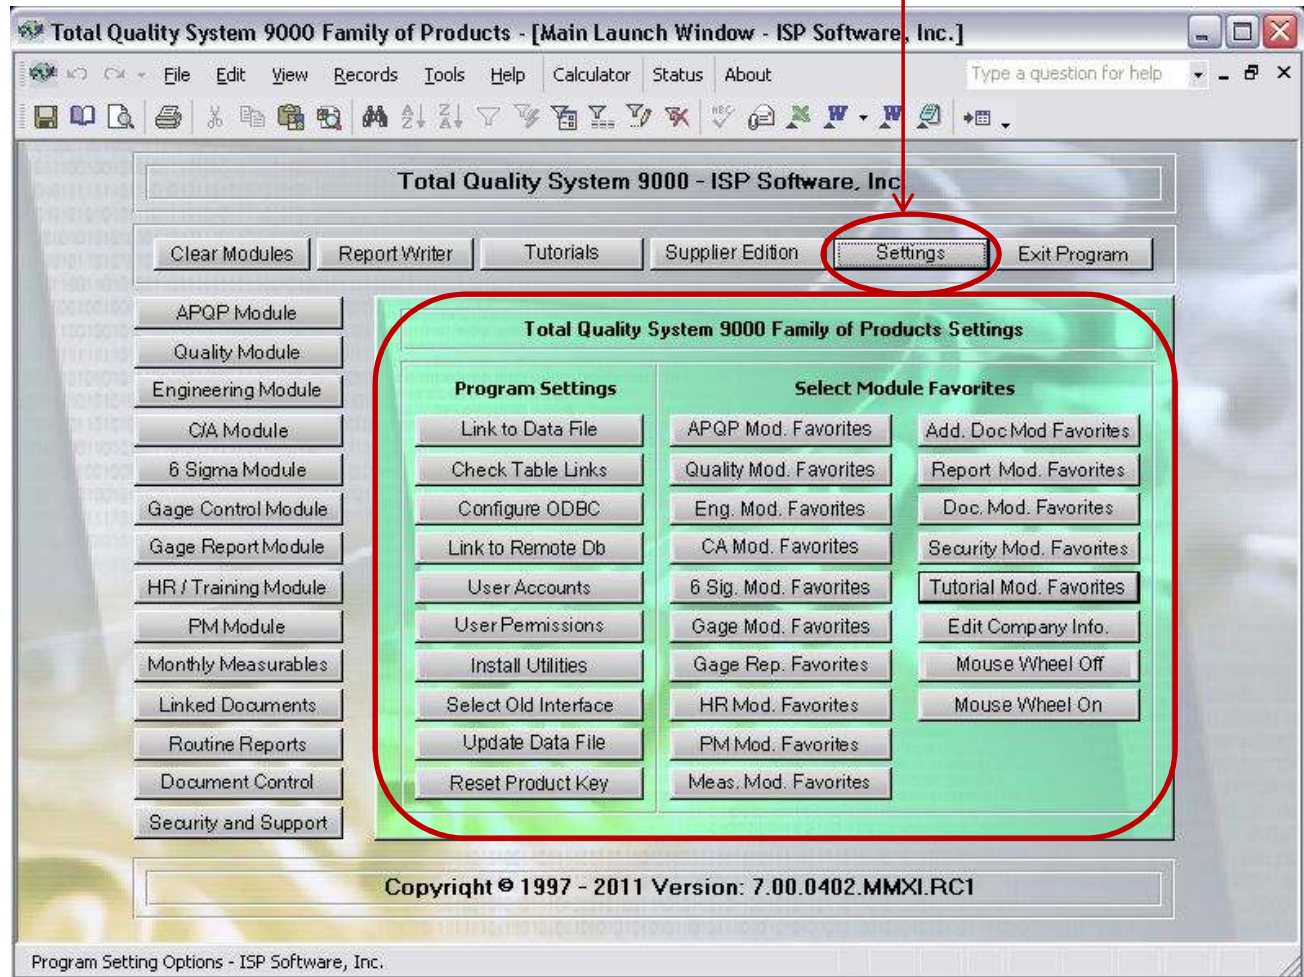 Total Quality System 9000 Family of Products - [Main Launch Window - ISP Software, Inc.]
File Edit View Records Tools Help Calculator Status About Type a question for help
Total Quality System 9000 - ISP Software, Inc.
Clear Modules Report Writer Tutorials Supplier Edition Settings Exit Program
APQP Module
Quality Module
Engineering Module
C/A Module
6 Sigma Module
Gage Control Module
Gage Report Module
HR / Training Module
PM Module
Monthly Measurables
Linked Documents
Routine Reports
Document Control
Security and Support
Total Quality System 9000 Family of Products Settings
Program Settings
Link to Data File
Check Table Links
Configure ODBC
Link to Remote Db
User Accounts
User Permissions
Install Utilities
Select Old Interface
Update Data File
Reset Product Key
Select Module Favorites
APQP Mod. Favorites
Quality Mod. Favorites
Eng. Mod. Favorites
CA Mod. Favorites
6 Sig. Mod. Favorites
Gage Mod. Favorites
Gage Rep. Favorites
HR Mod. Favorites
PM Mod. Favorites
Meas. Mod. Favorites
Add. Doc Mod Favorites
Report Mod. Favorites
Doc. Mod. Favorites
Security Mod. Favorites
Tutorial Mod. Favorites
Edit Company Info.
Mouse Wheel Off
Mouse Wheel On
Copyright © 1997 - 2011 Version: 7.00.0402.MMXI.RC1
Program Setting Options - ISP Software, Inc.